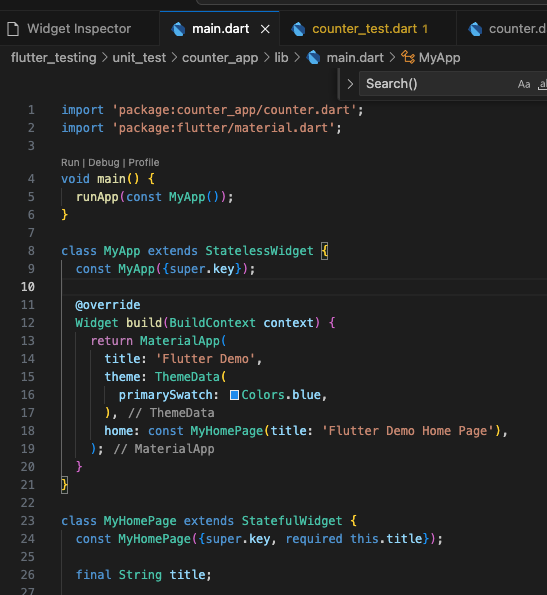 Widget Inspector main.dart counter_test.dart 1 counter.d
flutter_testing > unit_test > counter_app > lib > main.dart > MyApp
Search() Aa ab
1 import 'package:counter_app/counter.dart';
2 import 'package:flutter/material.dart';
3
Run | Debug | Profile
4 void main() {
5 runApp(const MyApp());
6 }
7
8 class MyApp extends StatelessWidget {
9 const MyApp({super.key});
10
11 @override
12 Widget build(BuildContext context) {
13 return MaterialApp(
14 title: 'Flutter Demo',
15 theme: ThemeData(
16 primarySwatch: Colors.blue,
17 ), // ThemeData
18 home: const MyHomePage(title: 'Flutter Demo Home Page'),
19 ); // MaterialApp
20 }
21 }
22
23 class MyHomePage extends StatefulWidget {
24 const MyHomePage({super.key, required this.title});
25
26 final String title;
27